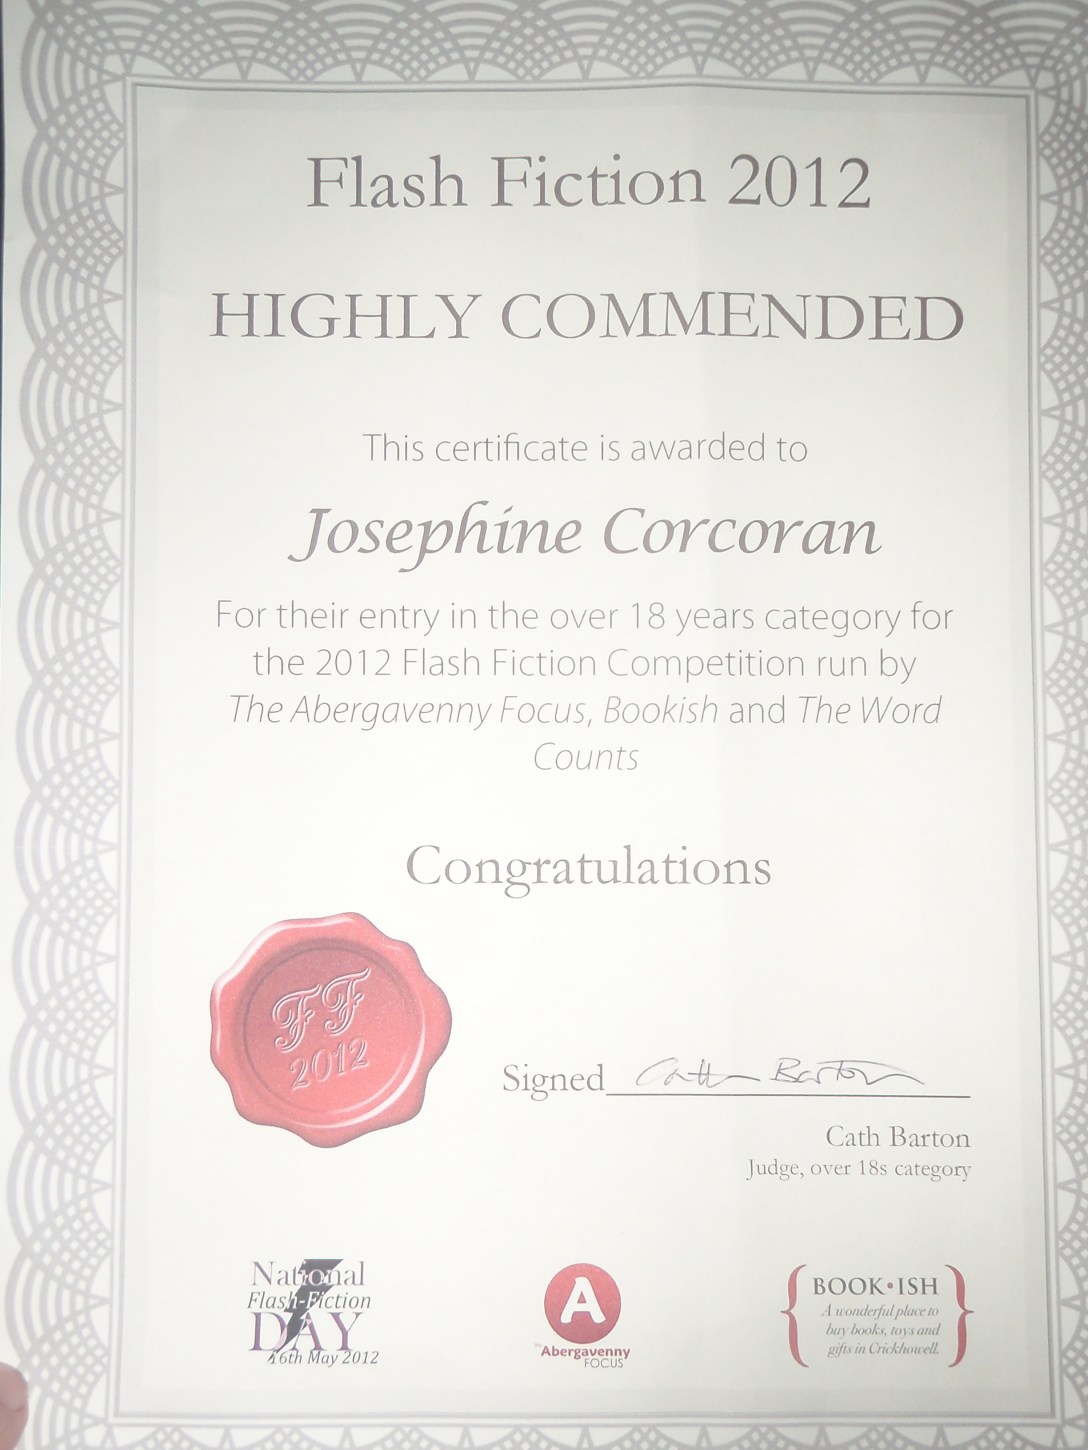 Flash Fiction 2012
HIGHLY COMMENDED
This certificate is awarded to
Josephine Corcoran
For their entry in the over 18 years category for
the 2012 Flash Fiction Competition run by
The Abergavenny Focus, Bookish and The Word
Counts
Congratulations
FF
2012
Signed Cath Barton
Cath Barton
Judge, over 18s category
National
Flash-Fiction
DAY
16th May 2012
A
The Abergavenny
FOCUS
BOOK•ISH
A wonderful place to
buy books, toys and
gifts in Crickhowell.